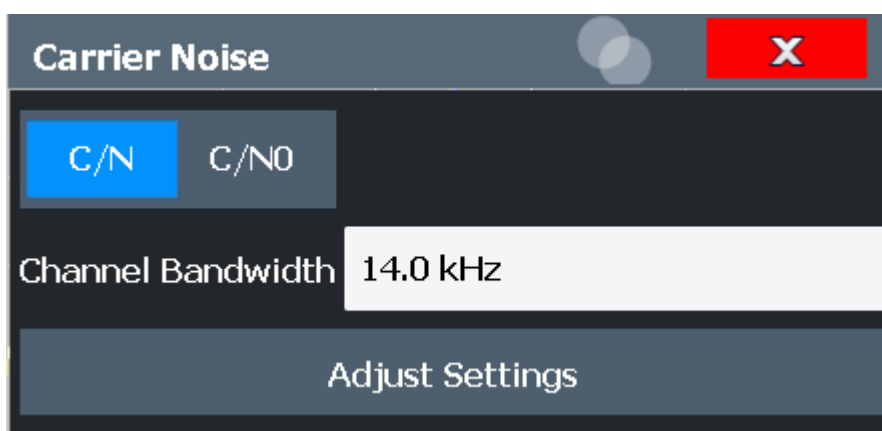 Carrier Noise X
C/N C/N0
Channel Bandwidth 14.0 kHz
Adjust Settings